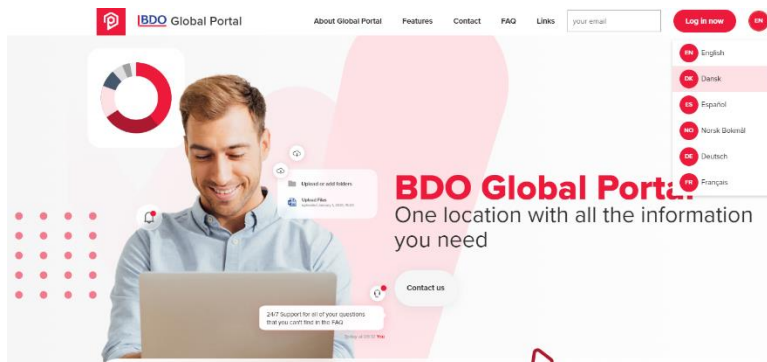 BDO Global Portal
About Global Portal
Features
Contact
FAQ
Links
your email
Log in now
EN
EN English
DK Dansk
ES Español
NO Norsk Bokmål
DE Deutsch
FR Français
Upload or add folders
Upload Files
BDO Global Portal
One location with all the information
you need
Contact us
24/7 Support for all of your questions
that you can't find in the FAQ